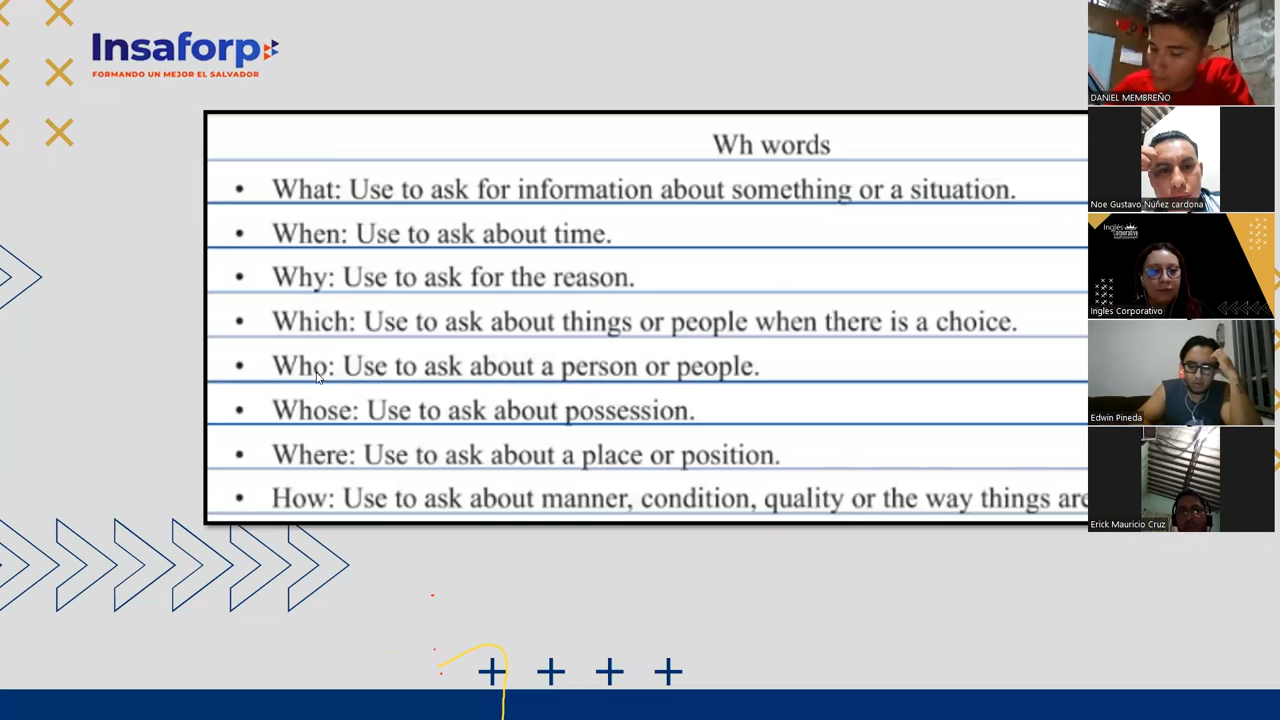 Insaforp
FORMANDO UN MEJOR EL SALVADOR
Wh words
• What: Use to ask for information about something or a situation.
• When: Use to ask about time.
• Why: Use to ask for the reason.
• Which: Use to ask about things or people when there is a choice.
• Who: Use to ask about a person or people.
• Whose: Use to ask about possession.
• Where: Use to ask about a place or position.
• How: Use to ask about manner, condition, quality or the way things are
DANIEL MEMBREÑO
Noe Gustavo Núñez cardona
Inglés
Corporativo
Ingles Corporativo
Edwin Pineda
Erick Mauricio Cruz